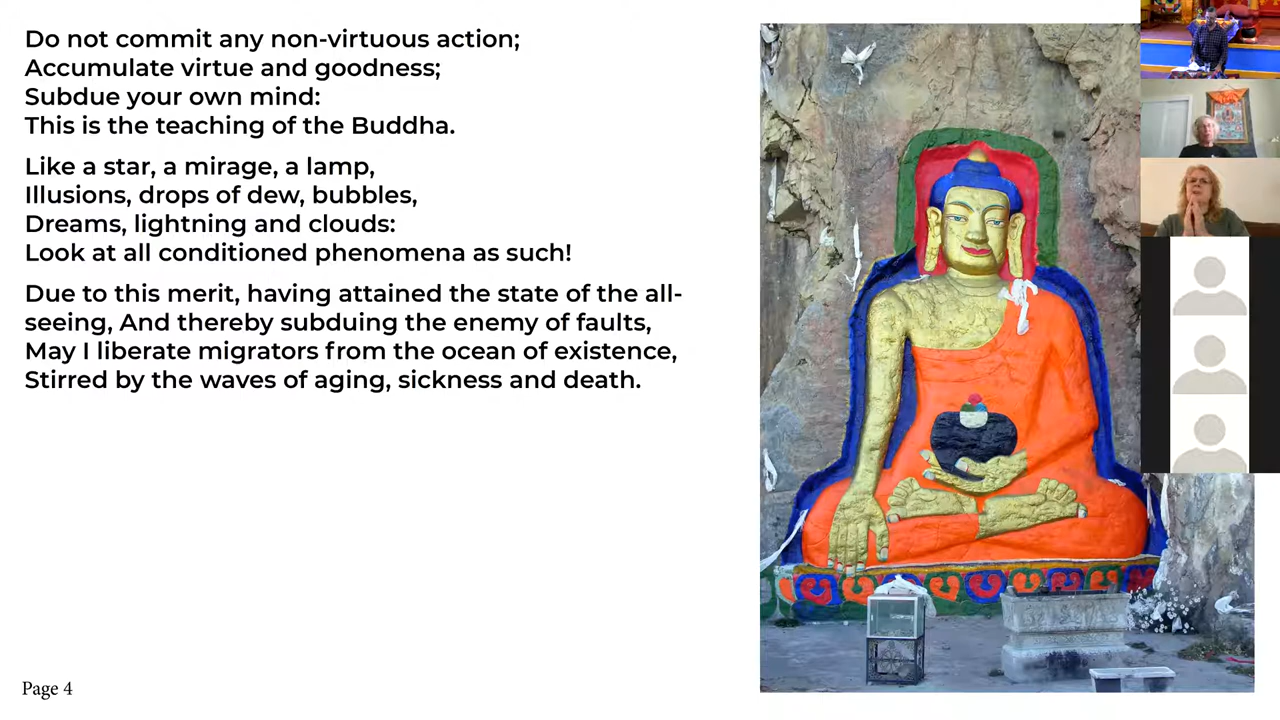 Do not commit any non-virtuous action;
Accumulate virtue and goodness;
Subdue your own mind:
This is the teaching of the Buddha.
Like a star, a mirage, a lamp,
Illusions, drops of dew, bubbles,
Dreams, lightning and clouds:
Look at all conditioned phenomena as such!
Due to this merit, having attained the state of the all-
seeing, And thereby subduing the enemy of faults,
May I liberate migrators from the ocean of existence,
Stirred by the waves of aging, sickness and death.
Page 4